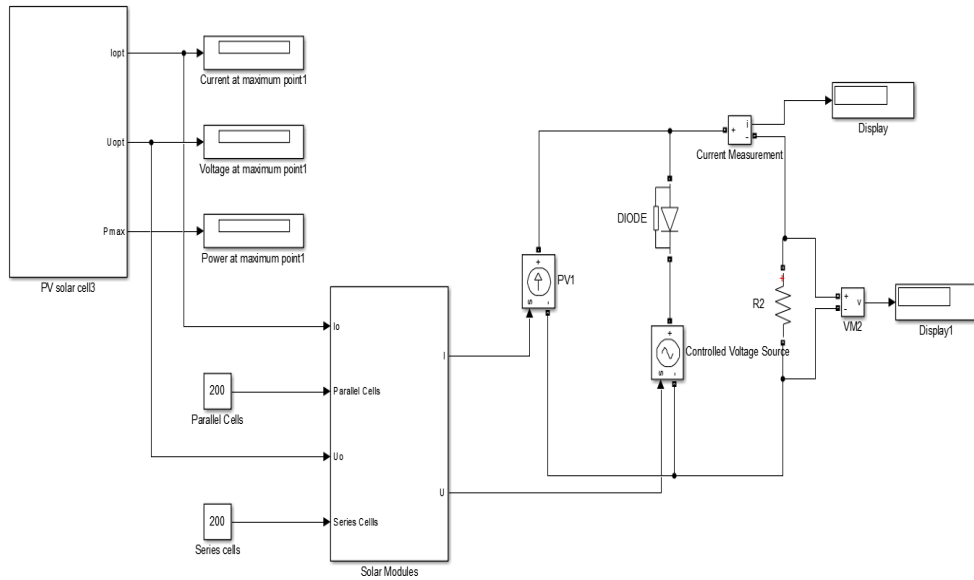 Iopt
Current at maximum point1
Uopt
Voltage at maximum point1
Pmax
Power at maximum point1
PV solar cell3
Io
200
Parallel Cells
Parallel Cells
Uo
200
Series cells
Series Cellls
I
U
Solar Modules
+
PV1
s
-
DIODE
+
Controlled Voltage Source
s
-
+
i
-
Current Measurement
Display
+
R2
+
-
v
VM2
Display1